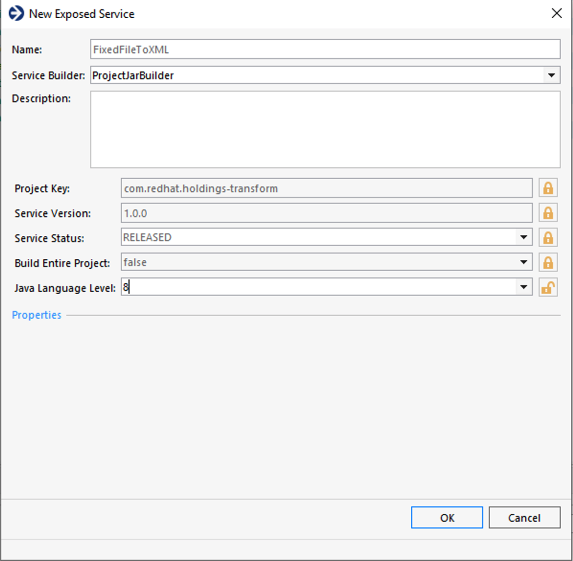 New Exposed Service
Name: FixedFileToXML
Service Builder: ProjectJarBuilder
Description:
Project Key: com.redhat.holdings-transform
Service Version: 1.0.0
Service Status: RELEASED
Build Entire Project: false
Java Language Level: 8
Properties
OK Cancel